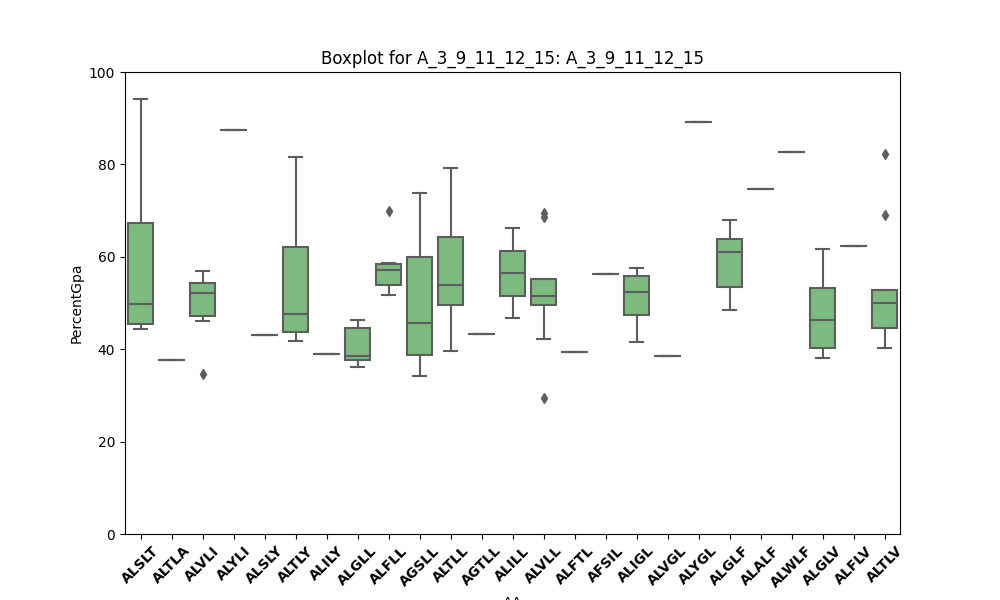 Boxplot for A_3_9_11_12_15: A_3_9_11_12_15
100
80
60
40
20
0
PercentGpa
ALSLT
ALTLA
ALVLI
ALYLI
ALSLY
ALTLY
ALILY
ALGLL
ALFLL
AGSLL
ALTLL
AGTLL
ALILL
ALVLL
ALFTL
AFSIL
ALIGL
ALVGL
ALYGL
ALGLF
ALALF
ALWLF
ALGLV
ALFLV
ALTLV